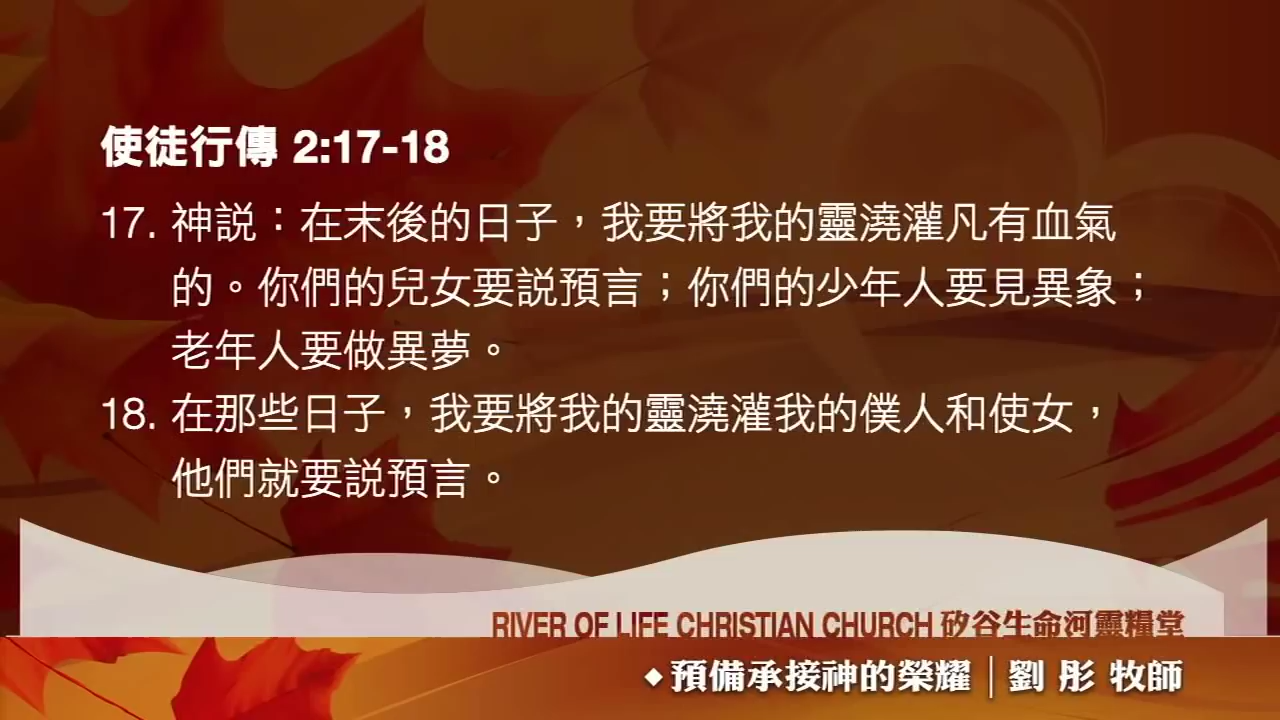 使徒行傳 2:17-18
17. 神説：在末後的日子，我要將我的靈澆灌凡有血氣
的。你們的兒女要説預言；你們的少年人要見異象；
老年人要做異夢。
18. 在那些日子，我要將我的靈澆灌我的僕人和使女，
他們就要説預言。
RIVER OF LIFE CHRISTIAN CHURCH 矽谷生命河靈糧堂
◆預備承接神的榮耀｜劉 彤 牧師